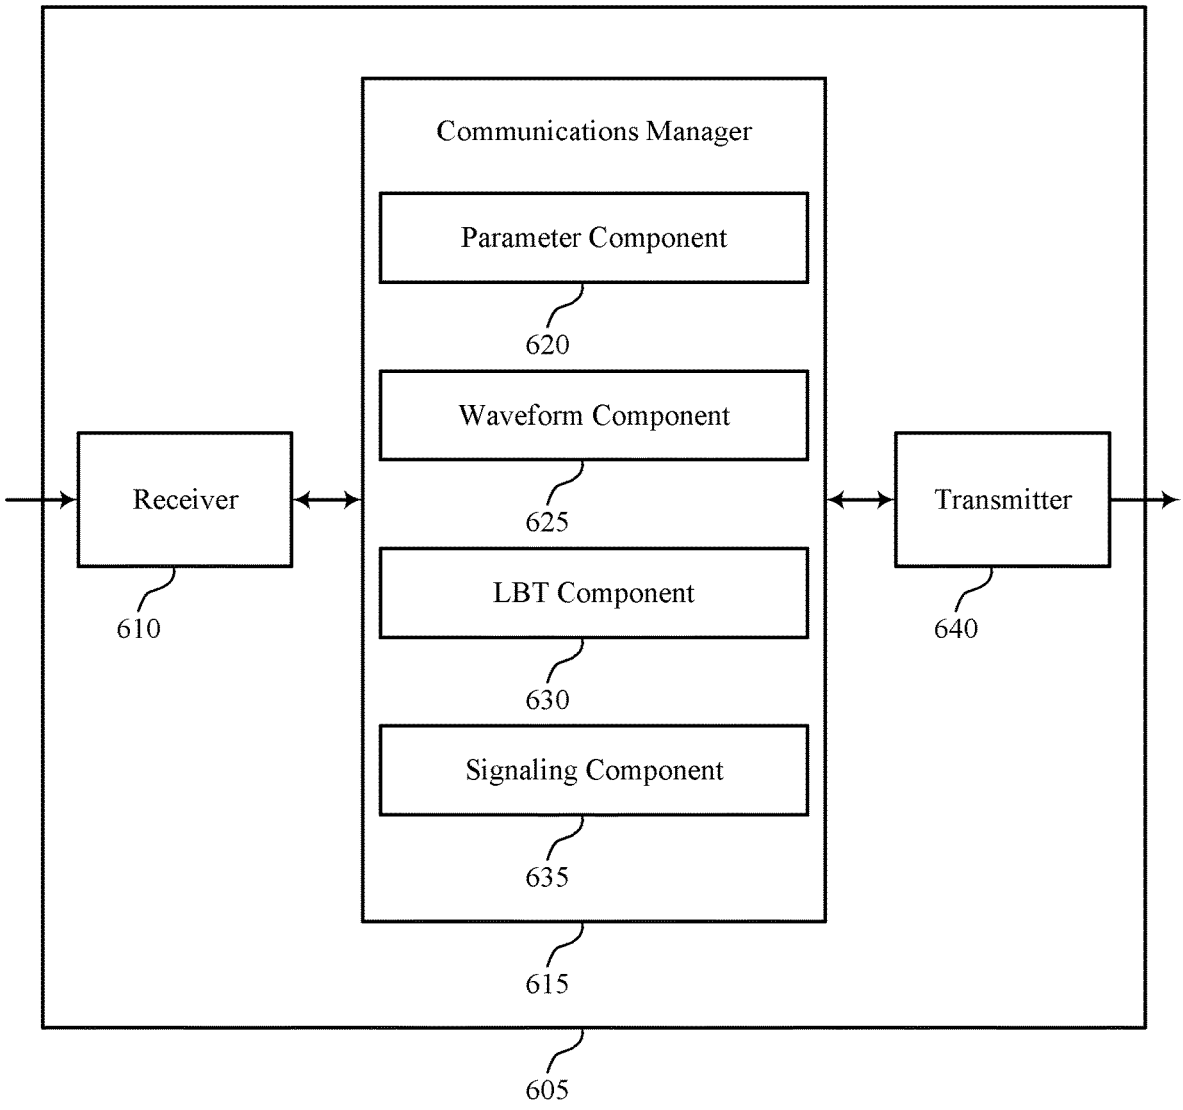 Communications Manager
Parameter Component
620
Waveform Component
625
Receiver
610
Transmitter
640
LBT Component
630
Signaling Component
635
615
605